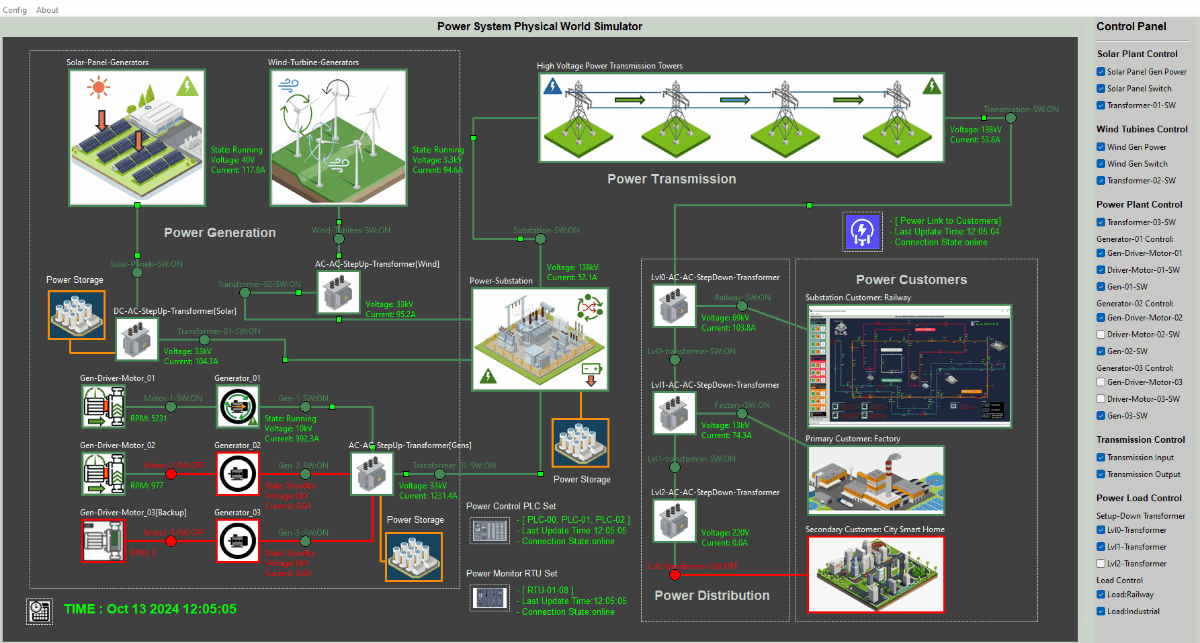 Config About
Power System Physical World Simulator
Solar-Panel-Generators
Wind-Turbine-Generators
State: Running
Voltage: 40V
Current: 117.8A
State: Running
Voltage: 3.3kV
Current: 94.6A
Power Generation
Solar-Panels-SW:ON
Wind-Tubines-SW:ON
Power Storage
DC-AC-StepUp-Transformer[Solar]
Transformer-01-SW:ON
Voltage: 33kV
Current: 104.3A
Transformer-02-SW:ON
AC-AC-StepUp-Transformer[Wind]
Voltage: 33kV
Current: 95.2A
Gen-Driver-Motor_01
Motor-1-SW:ON
RPM: 5231
Generator_01
Gen-1-SW:ON
State: Running
Voltage: 10kV
Current: 392.3A
Gen-Driver-Motor_02
RPM: 977
Generator_02
Gen-2-SW:ON
Voltage: 0kV
Current: 0.0A
AC-AC-StepUp-Transformer[Gens]
Transformer-03-SW:ON
Voltage: 33kV
Current: 1231.4A
Gen-Driver-Motor_03[Backup]
RPM: 0
Generator_03
Gen-3-SW:ON
Voltage: 0kV
Current: 0.0A
Power Storage
TIME : Oct 13 2024 12:05:05
High Voltage Power Transmission Towers
Transmission-SW:ON
Voltage: 138kV
Current: 53.8A
Power Transmission
Substation-SW:ON
Voltage: 138kV
Current: 52.1A
Power-Substation
Power Storage
- [ Power Link to Customers]
- Last Update Time: 12:05:04
- Connection State:online
Power Control PLC Set
- [ PLC-00, PLC-01, PLC-02 ]
- Last Update Time:12:05:05
- Connection State:online
Power Monitor RTU Set
- [ RTU-01-08 ]
- Last Update Time:12:05:05
- Connection State:online
Lvl0-AC-AC-StepDown-Transformer
Railway-SW:ON
Voltage: 69kV
Current: 103.8A
Lvl0-transformer-SW:ON
Lvl1-AC-AC-StepDown-Transformer
Factory-SW:ON
Voltage: 13kV
Current: 74.3A
Lvl1-transformer-SW:ON
Lvl2-AC-AC-StepDown-Transformer
Voltage: 220V
Current: 0.0A
Power Distribution
Power Customers
Substation Customer: Railway
Primary Customer: Factory
Secondary Customer: City Smart Home
Control Panel
Solar Plant Control
Solar Panel Gen Power
Solar Panel Switch
Transformer-01-SW
Wind Tubines Control
Wind Gen Power
Wind Gen Switch
Transformer-02-SW
Power Plant Control
Transformer-03-SW
Generator-01 Control:
Gen-Driver-Motor-01
Driver-Motor-01-SW
Gen-01-SW
Generator-02 Control:
Gen-Driver-Motor-02
Driver-Motor-02-SW
Gen-02-SW
Generator-03 Control:
Gen-Driver-Motor-03
Driver-Motor-03-SW
Gen-03-SW
Transmission Control
Transmission Input
Transmission Output
Power Load Control
Setup-Down Transformer
Lvl0-Transformer
Lvl1-Transformer
Lvl2-Transformer
Load Control
Load:Railway
Load:Industrial